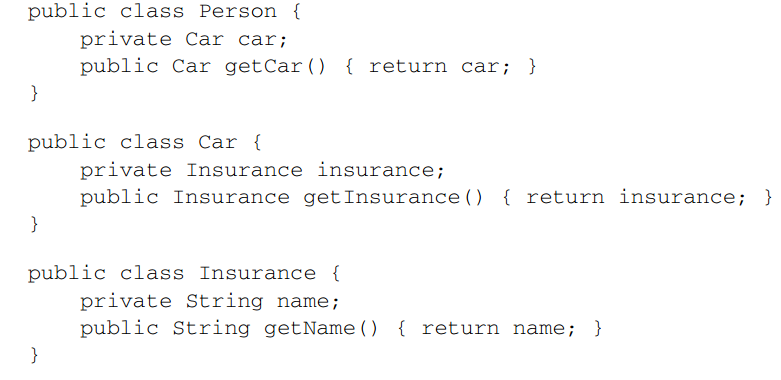 public class Person {
    private Car car;
    public Car getCar() { return car; }
}

public class Car {
    private Insurance insurance;
    public Insurance getInsurance() { return insurance; }
}

public class Insurance {
    private String name;
    public String getName() { return name; }
}